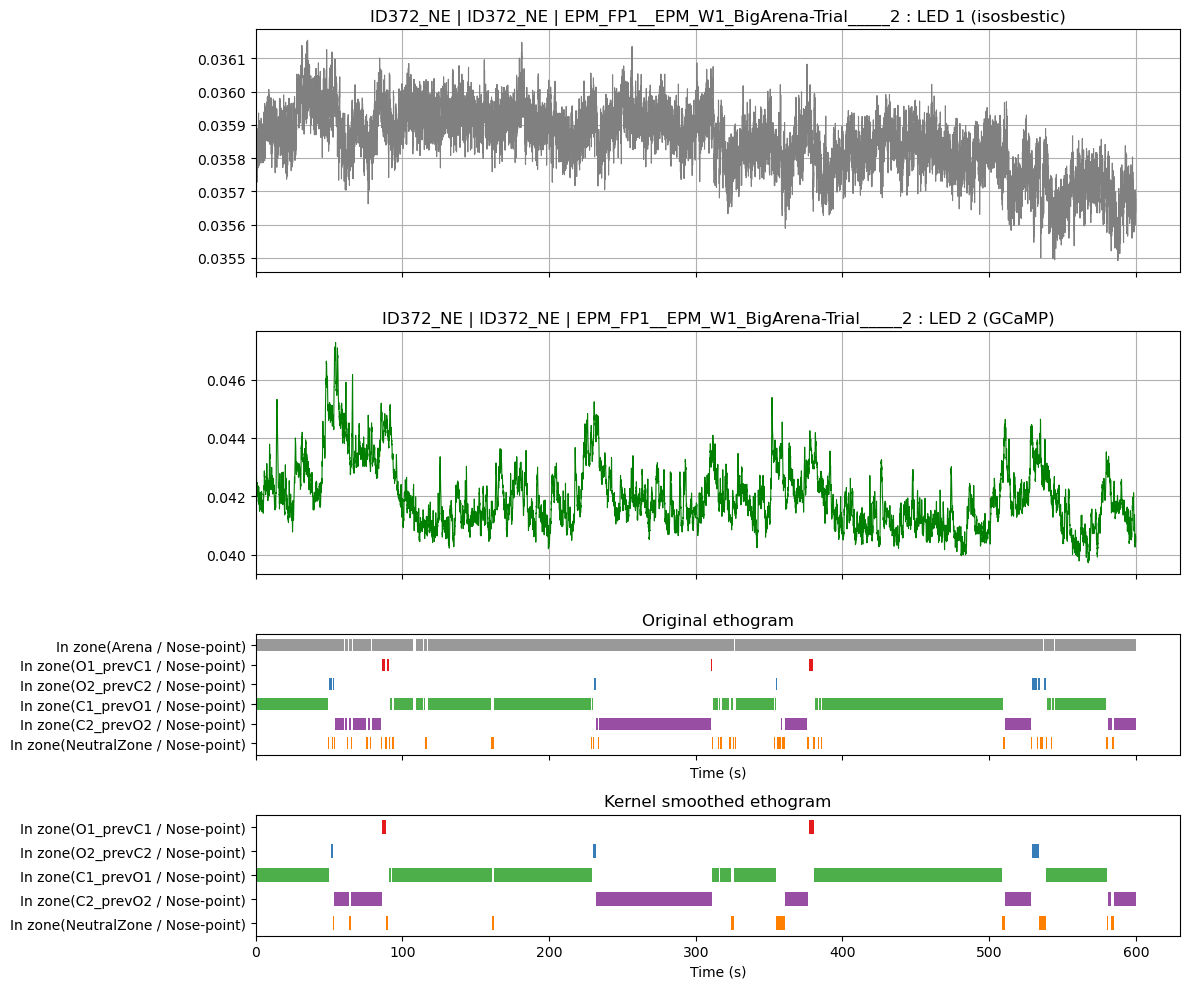 ID372_NE | ID372_NE | EPM_FP1__EPM_W1_BigArena-Trial_____2 : LED 1 (isosbestic)
0.0361
0.0360
0.0359
0.0358
0.0357
0.0356
0.0355
ID372_NE | ID372_NE | EPM_FP1__EPM_W1_BigArena-Trial_____2 : LED 2 (GCaMP)
0.046
0.044
0.042
0.040
Original ethogram
In zone(Arena / Nose-point)
In zone(O1_prevC1 / Nose-point)
In zone(O2_prevC2 / Nose-point)
In zone(C1_prevO1 / Nose-point)
In zone(C2_prevO2 / Nose-point)
In zone(NeutralZone / Nose-point)
Time (s)
Kernel smoothed ethogram
In zone(O1_prevC1 / Nose-point)
In zone(O2_prevC2 / Nose-point)
In zone(C1_prevO1 / Nose-point)
In zone(C2_prevO2 / Nose-point)
In zone(NeutralZone / Nose-point)
0 100 200 300 400 500 600
Time (s)